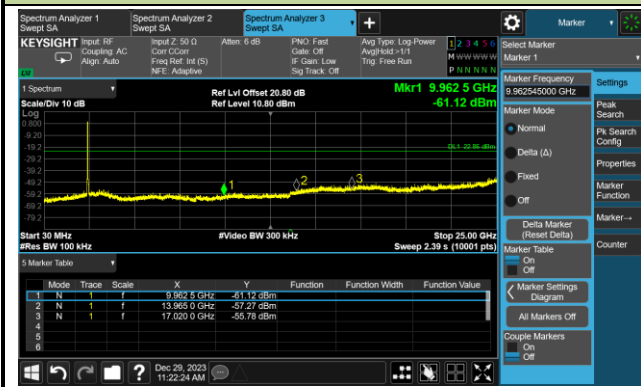 Spectrum Analyzer 1
Swept SA
Spectrum Analyzer 2
Swept SA
Spectrum Analyzer 3
Swept SA
Marker
KEYSIGHT
Input: RF
Coupling: AC
Align: Auto
Input Z: 50 Ω
Corr CCorr
Freq Ref: Int (S)
NFE: Adaptive
Atten: 6 dB
PNO: Fast
Gate: Off
IF Gain: Low
Sig Track: Off
Avg Type: Log-Power
Avg|Hold:>1/1
Trig: Free Run
1 2 3 4 5 6
M W W W W W
P N N N N N
LXI
1 Spectrum
Scale/Div 10 dB
Log
Ref Lvl Offset 20.80 dB
Ref Level 10.80 dBm
Mkr1 9.962 5 GHz
-61.12 dBm
0.800
-9.20
-19.2
-29.2
-39.2
-49.2
-59.2
-69.2
-79.2
1
2
3
Start 30 MHz
#Res BW 100 kHz
#Video BW 300 kHz
Stop 25.00 GHz
Sweep 2.39 s (10001 pts)
5 Marker Table
Mode Trace Scale X Y Function Function Width Function Value
1 N 1 f 9.962 5 GHz -61.12 dBm
2 N 1 f 13.965 0 GHz -57.27 dBm
3 N 1 f 17.020 0 GHz -55.78 dBm
4
5
6
Dec 29, 2023
11:22:24 AM
Select Marker
Marker 1
Marker Frequency
9.962545000 GHz
Marker Mode
Normal
Delta (Δ)
Fixed
Off
Delta Marker
(Reset Delta)
Marker Table
On
Off
Marker Settings
Diagram
All Markers Off
Couple Markers
On
Off
Settings
Peak
Search
Pk Search
Config
Properties
Marker
Function
Marker→
Counter